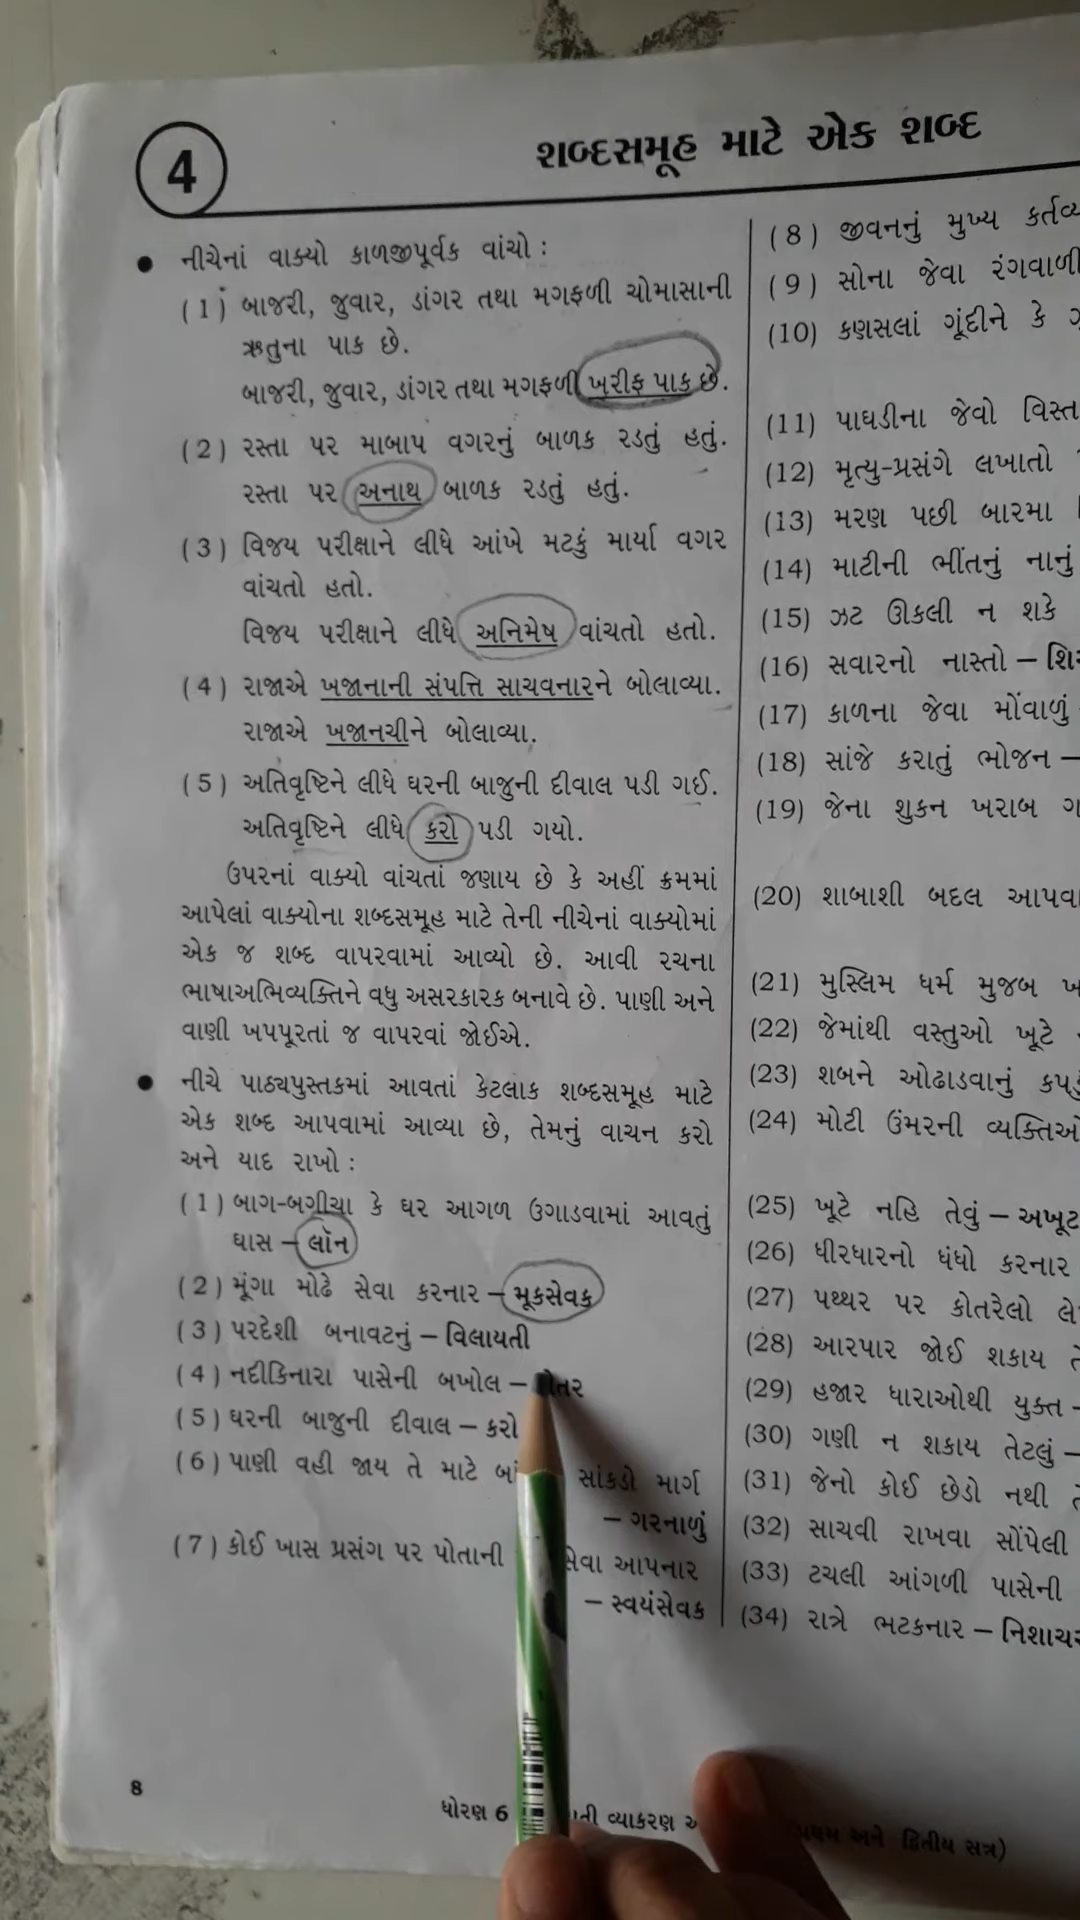 4
શબ્દસમૂહ માટે એક શબ્દ
● નીચેનાં વાક્યો કાળજીપૂર્વક વાંચો :
(1) બાજરી, જુવાર, ડાંગર તથા મગફળી ચોમાસાની
ઋતુના પાક છે.
બાજરી, જુવાર, ડાંગર તથા મગફળી ખરીફ પાક છે.
(2) રસ્તા પર માબાપ વગરનું બાળક રડતું હતું.
રસ્તા પર અનાથ બાળક રડતું હતું.
(3) વિજય પરીક્ષાને લીધે આંખે મટકું માર્યા વગર
વાંચતો હતો.
વિજય પરીક્ષાને લીધે અનિમેષ વાંચતો હતો.
(4) રાજાએ ખજાનાની સંપત્તિ સાચવનારને બોલાવ્યા.
રાજાએ ખજાનચીને બોલાવ્યા.
(5) અતિવૃષ્ટિને લીધે ઘરની બાજુની દીવાલ પડી ગઈ.
અતિવૃષ્ટિને લીધે કરો પડી ગયો.
ઉપરનાં વાક્યો વાંચતાં જણાય છે કે અહીં ક્રમમાં
આપેલાં વાક્યોના શબ્દસમૂહ માટે તેની નીચેનાં વાક્યોમાં
એક જ શબ્દ વાપરવામાં આવ્યો છે. આવી રચના
ભાષાઅભિવ્યક્તિને વધુ અસરકારક બનાવે છે. પાણી અને
વાણી ખપપૂરતાં જ વાપરવાં જોઈએ.
● નીચે પાઠ્યપુસ્તકમાં આવતાં કેટલાક શબ્દસમૂહ માટે
એક શબ્દ આપવામાં આવ્યા છે, તેમનું વાચન કરો
અને યાદ રાખો :
(1) બાગ-બગીચા કે ઘર આગળ ઉગાડવામાં આવતું
ઘાસ – લૉન
(2) મૂંગા મોઢે સેવા કરનાર – મૂકસેવક
(3) પરદેશી બનાવટનું – વિલાયતી
(4) નદીકિનારા પાસેની બખોલ –
(5) ઘરની બાજુની દીવાલ – કરો
(6) પાણી વહી જાય તે માટે સાંકડો માર્ગ
– ગરનાળું
(7) કોઈ ખાસ પ્રસંગ પર પોતાની સેવા આપનાર
– સ્વયંસેવક
(8) જીવનનું મુખ્ય
(9) સોના જેવા રંગવાળી
(10) કણસલાં ગૂંદીને કે
(11) પાઘડીના જેવો
(12) મૃત્યુ-પ્રસંગે લખાતો
(13) મરણ પછી બારમા
(14) માટીની ભીંતનું નાનું
(15) ઝટ ઊકલી ન શકે
(16) સવારનો નાસ્તો –
(17) કાળના જેવા મોંવાળું
(18) સાંજે કરાતું ભોજન –
(19) જેના શુકન ખરાબ
(20) શાબાશી બદલ
(21) મુસ્લિમ ધર્મ મુજબ
(22) જેમાંથી વસ્તુઓ ખૂટે
(23) શબને ઓઢાડવાનું
(24) મોટી ઉંમરની
(25) ખૂટે નહિ તેવું – અખૂટ
(26) ધીરધારનો ધંધો કરનાર
(27) પથ્થર પર કોતરેલો
(28) આરપાર જોઈ શકાય
(29) હજાર ધારાઓથી યુક્ત –
(30) ગણી ન શકાય તેટલું –
(31) જેનો કોઈ છેડો નથી
(32) સાચવી રાખવા સોંપેલી
(33) ટચલી આંગળી પાસેની
(34) રાત્રે ભટકનાર –
8
ધોરણ 6 વ્યાકરણ અને દ્વિતીય સત્ર)